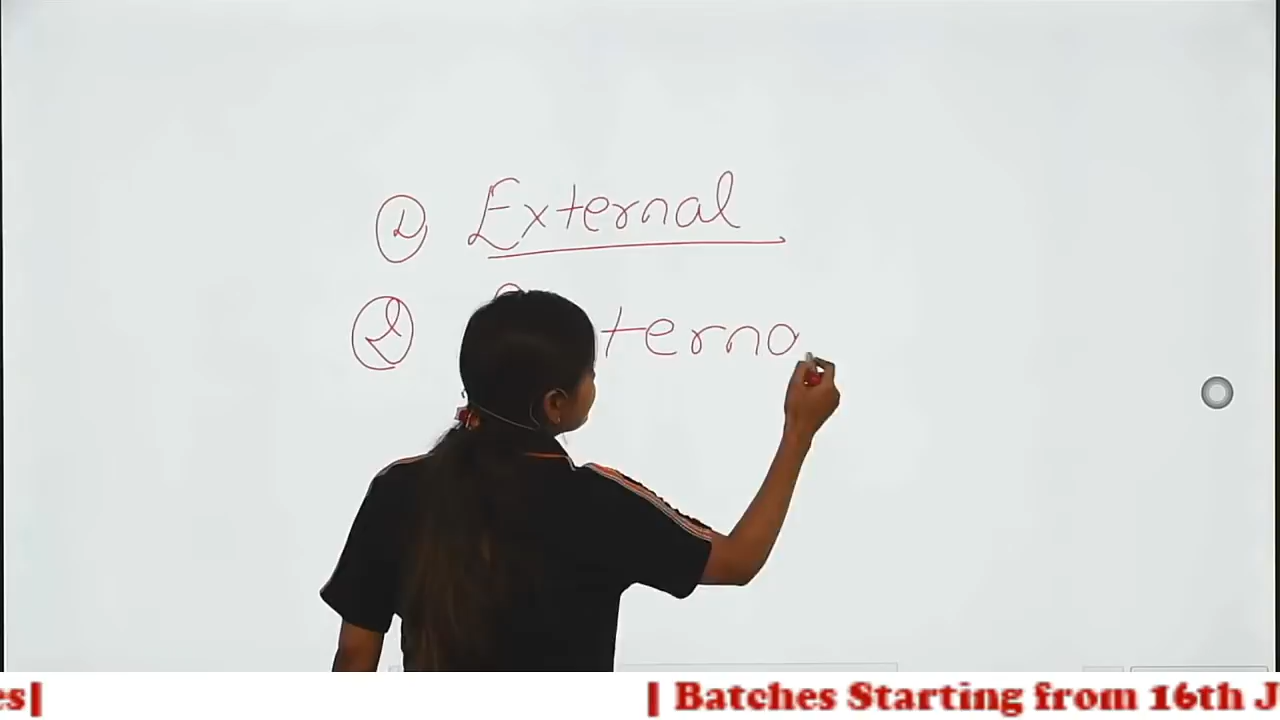 ① External
② terna
es| | Batches Starting from 16th J